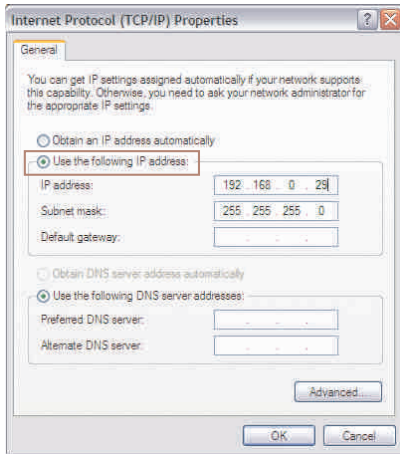 Internet Protocol (TCP/IP) Properties
General
You can get IP settings assigned automatically if your network supports
this capability. Otherwise, you need to ask your network administrator for
the appropriate IP settings.
Obtain an IP address automatically
Use the following IP address:
IP address: 192 . 168 . 0 . 29
Subnet mask: 255 . 255 . 255 . 0
Default gateway: . . .
Obtain DNS server address automatically
Use the following DNS server addresses:
Preferred DNS server: . . .
Alternate DNS server: . . .
Advanced...
OK Cancel